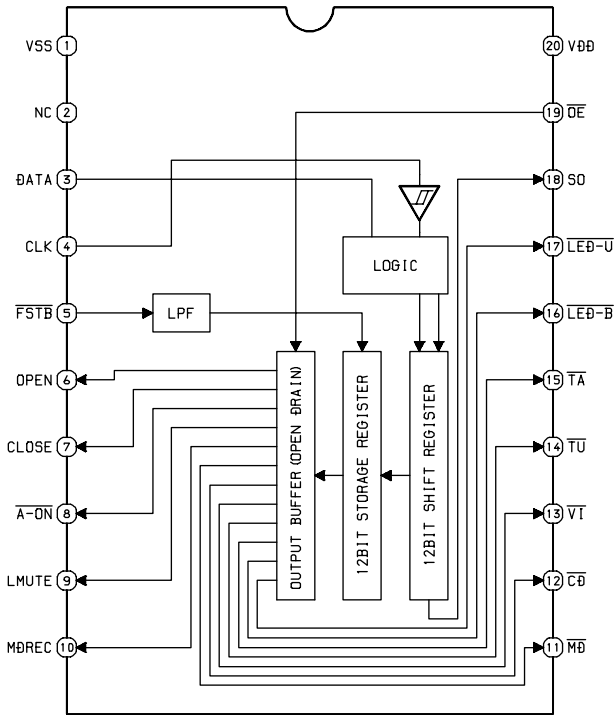 VSS 1
20 VDD
NC 2
19 OE
DATA 3
18 SO
CLK 4
17 LED-U
LOGIC
FSTB 5
LPF
16 LED-B
OPEN 6
15 TA
CLOSE 7
14 TU
A-ON 8
13 VI
LMUTE 9
12 CD
MDREC 10
11 MD
OUTPUT BUFFER(OPEN DRAIN)
12BIT STORAGE REGISTER
12BIT SHIFT REGISTER